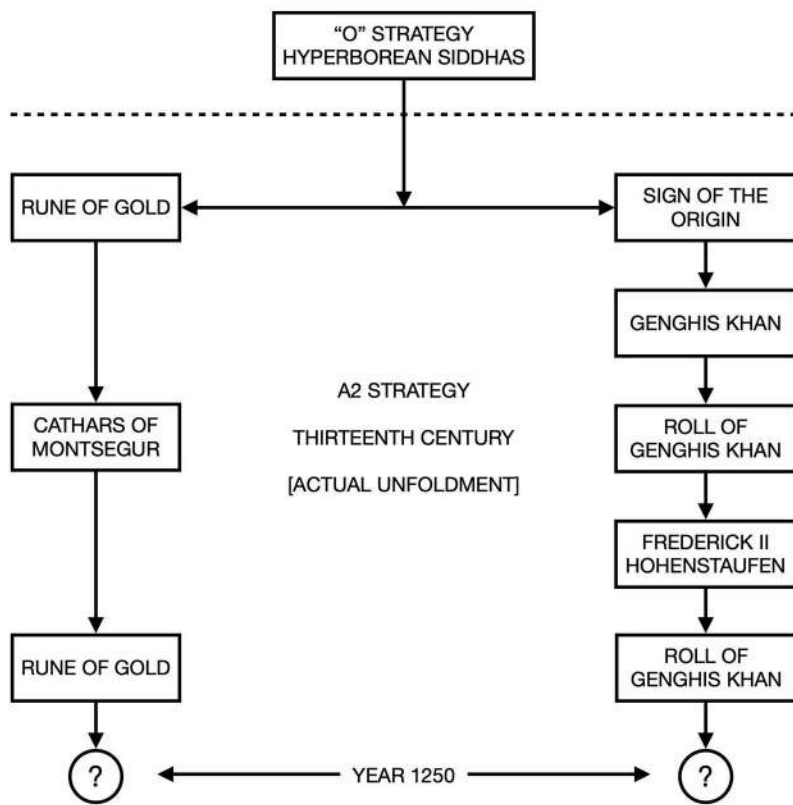 “O” STRATEGY
HYPERBOREAN SIDDHAS
RUNE OF GOLD
SIGN OF THE
ORIGIN
GENGHIS KHAN
A2 STRATEGY
THIRTEENTH CENTURY
[ACTUAL UNFOLDMENT]
CATHARS OF
MONTSEGUR
ROLL OF
GENGHIS KHAN
FREDERICK II
HOHENSTAUFEN
RUNE OF GOLD
ROLL OF
GENGHIS KHAN
?
YEAR 1250
?